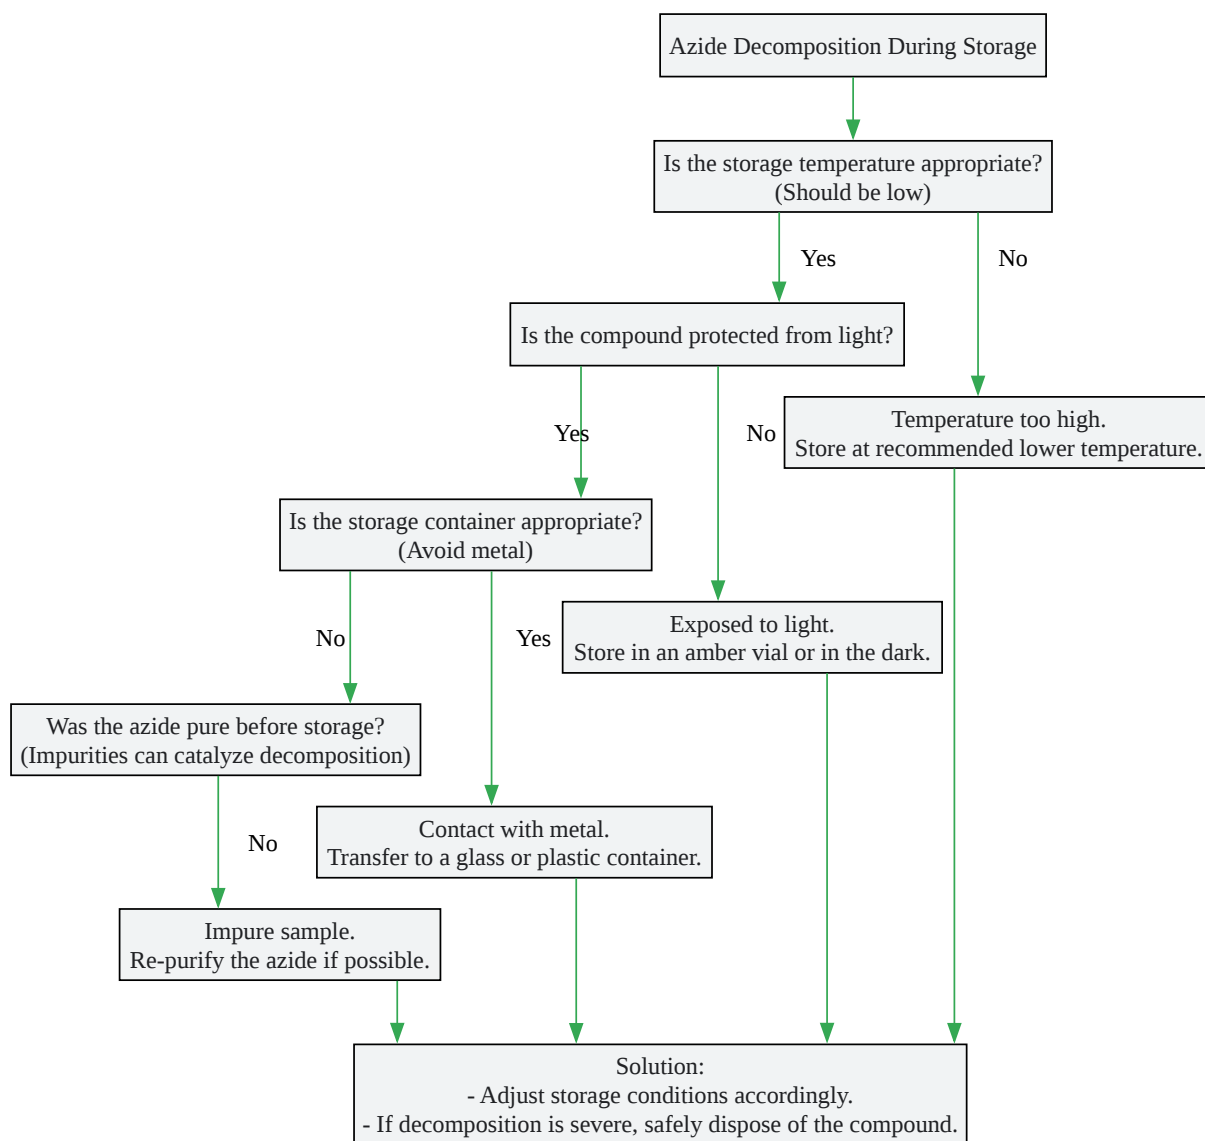 Azide Decomposition During Storage
Is the storage temperature appropriate?
(Should be low)
Yes
No
Is the compound protected from light?
Yes
No
Temperature too high.
Store at recommended lower temperature.
Is the storage container appropriate?
(Avoid metal)
No
Yes
Exposed to light.
Store in an amber vial or in the dark.
Was the azide pure before storage?
(Impurities can catalyze decomposition)
No
Contact with metal.
Transfer to a glass or plastic container.
Impure sample.
Re-purify the azide if possible.
Solution:
- Adjust storage conditions accordingly.
- If decomposition is severe, safely dispose of the compound.